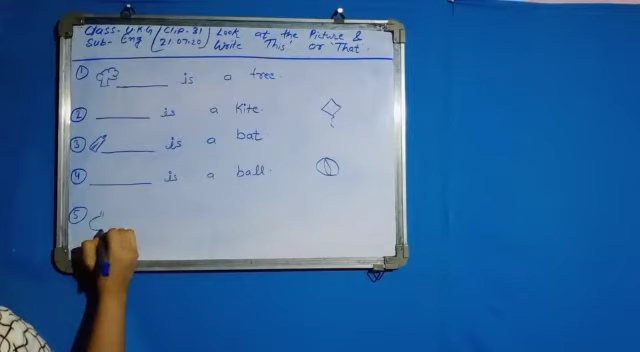 Class- U.K.G / CLIP-31 / Look at the Picture &
Sub- Eng / 21.07.20 / Write 'This' or 'That'.
① ______ is a tree.
② ______ is a Kite.
③ ______ is a bat
④ ______ is a ball.
⑤